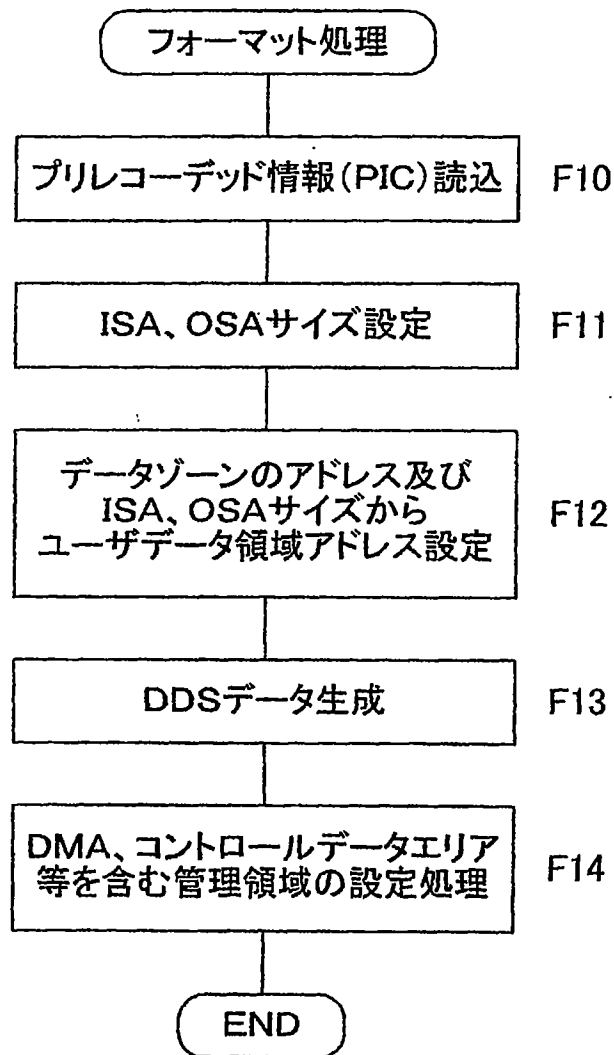 フォーマット処理
プリレコーデッド情報(PIC)読込
F10
ISA、OSAサイズ設定
F11
データゾーンのアドレス及び
ISA、OSAサイズから
ユーザデータ領域アドレス設定
F12
DDSデータ生成
F13
DMA、コントロールデータエリア
等を含む管理領域の設定処理
F14
END